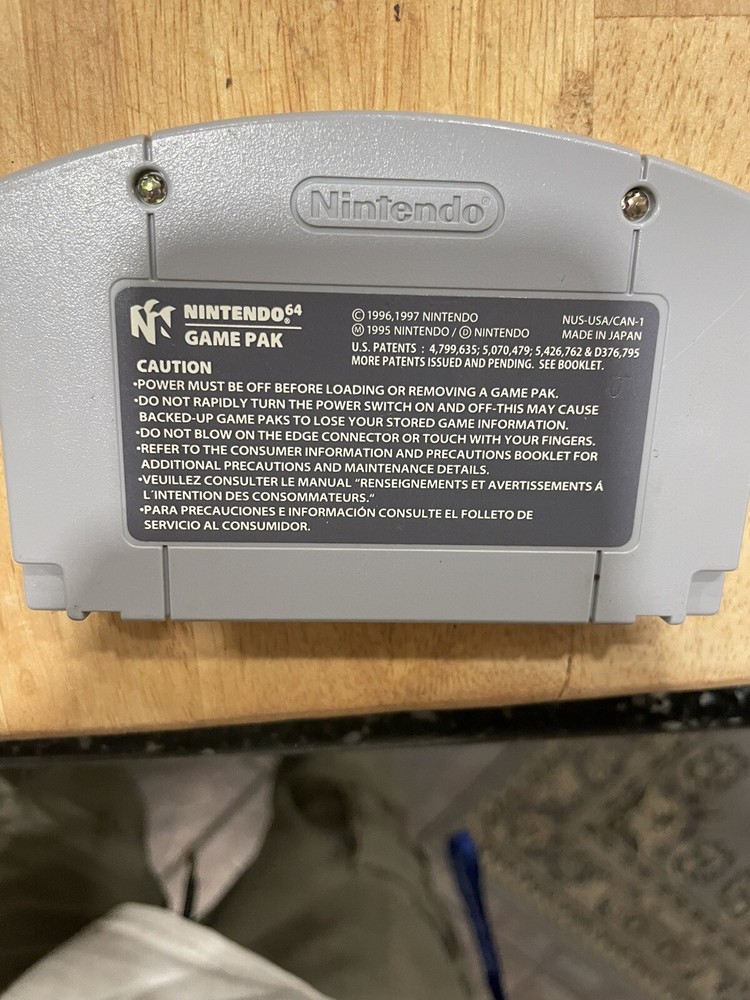 Nintendo®
NINTENDO⁶⁴®
GAME PAK
© 1996,1997 NINTENDO
Ⓜ 1995 NINTENDO / Ⓓ NINTENDO
NUS-USA/CAN-1
MADE IN JAPAN
U.S. PATENTS : 4,799,635; 5,070,479; 5,426,762 & D376,795
MORE PATENTS ISSUED AND PENDING. SEE BOOKLET.
CAUTION
•POWER MUST BE OFF BEFORE LOADING OR REMOVING A GAME PAK.
•DO NOT RAPIDLY TURN THE POWER SWITCH ON AND OFF-THIS MAY CAUSE
BACKED-UP GAME PAKS TO LOSE YOUR STORED GAME INFORMATION.
•DO NOT BLOW ON THE EDGE CONNECTOR OR TOUCH WITH YOUR FINGERS.
•REFER TO THE CONSUMER INFORMATION AND PRECAUTIONS BOOKLET FOR
ADDITIONAL PRECAUTIONS AND MAINTENANCE DETAILS.
•VEUILLEZ CONSULTER LE MANUAL "RENSEIGNEMENTS ET AVERTISSEMENTS Á
L'INTENTION DES CONSOMMATEURS."
•PARA PRECAUCIONES E INFORMACIÓN CONSULTE EL FOLLETO DE
SERVICIO AL CONSUMIDOR.